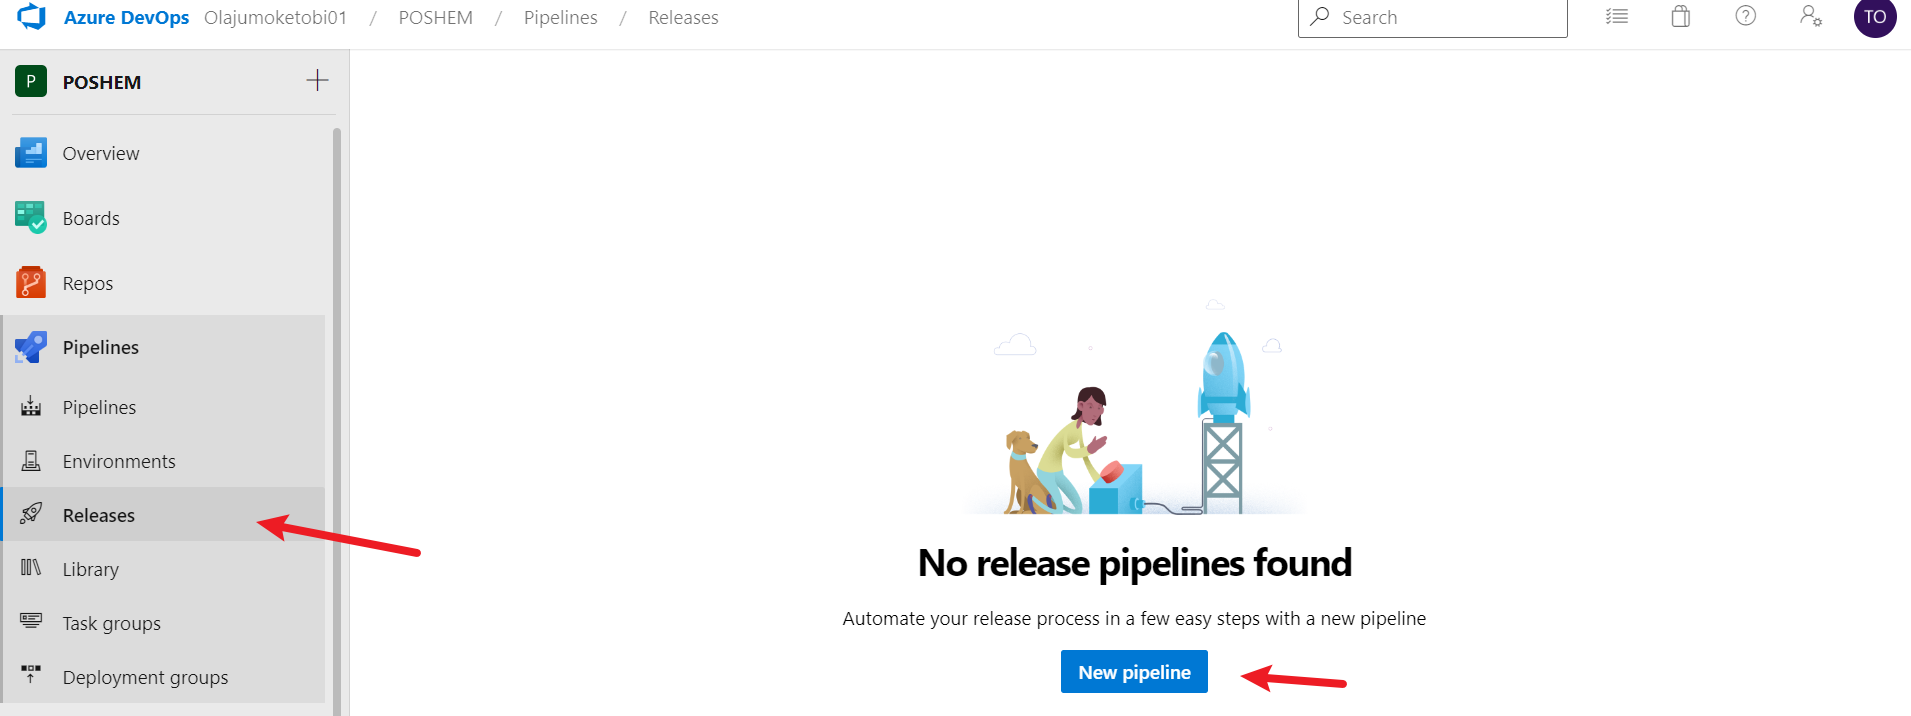 Azure DevOps Olajumoketobi01 / POSHEM / Pipelines / Releases
Search
TO
P POSHEM
Overview
Boards
Repos
Pipelines
Pipelines
Environments
Releases
Library
Task groups
Deployment groups
No release pipelines found
Automate your release process in a few easy steps with a new pipeline
New pipeline